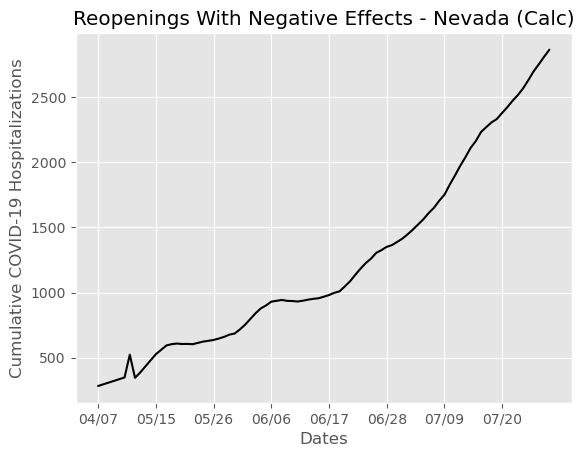 Reopenings With Negative Effects - Nevada (Calc)
Cumulative COVID-19 Hospitalizations
2500
2000
1500
1000
500
04/07 05/15 05/26 06/06 06/17 06/28 07/09 07/20
Dates